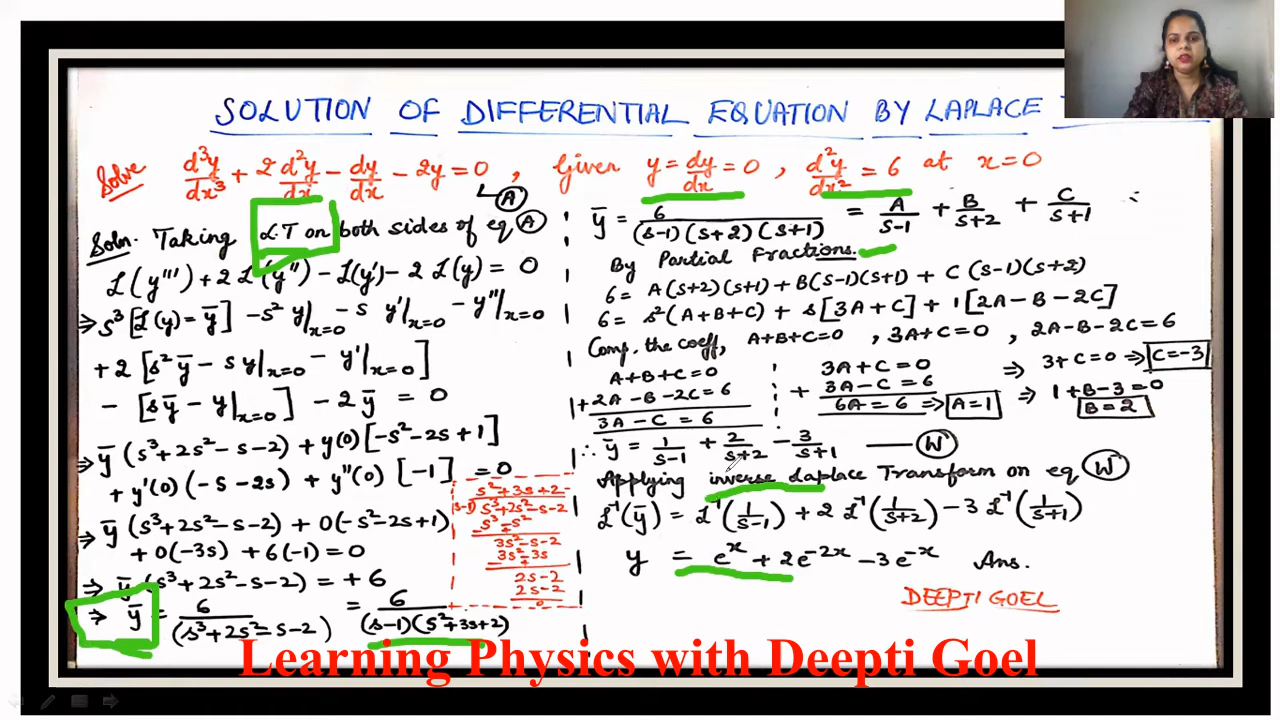 SOLUTION OF DIFFERENTIAL EQUATION BY LAPLACE T
Solve d³y/dx³ + 2 d²y/dx - dy/dx - 2y = 0, Given y = dy/dx = 0, d²y/dx² = 6 at x = 0
A
Soln. Taking L.T on both sides of eq A
L(y''') + 2 L(y'') - L(y') - 2 L(y) = 0
⇒ s³ [L(y) = ȳ] - s² y|x=0 - s y'|x=0 - y''|x=0
+ 2 [s² ȳ - s y|x=0 - y'|x=0]
- [s ȳ - y|x=0] - 2 ȳ = 0
⇒ ȳ (s³ + 2s² - s - 2) + y(0) [-s² - 2s + 1]
+ y'(0) (-s - 2s) + y''(0) [-1] = 0
⇒ ȳ (s³ + 2s² - s - 2) + 0(-s² - 2s + 1)
+ 0(-3s) + 6(-1) = 0
⇒ ȳ (s³ + 2s² - s - 2) = + 6
⇒ ȳ = 6/(s³ + 2s² - s - 2) = 6/(s-1)(s² + 3s + 2)
s² + 3s + 2
(s-1) s³ + 2s² - s - 2
s³ - s²
- +
3s² - s - 2
3s² - 3s
- +
2s - 2
2s - 2
0
ȳ = 6/(s-1)(s+2)(s+1) = A/s-1 + B/s+2 + C/s+1
By Partial Fractions.
6 = A(s+2)(s+1) + B(s-1)(s+1) + C(s-1)(s+2)
6 = s²(A+B+C) + s[3A+C] + 1[2A-B-2C]
Comp. the coeff, A+B+C=0, 3A+C=0, 2A-B-2C=6
A+B+C=0
+ 2A-B-2C=6
3A-C=6
3A+C=0
+ 3A-C=6
6A=6 ⇒ A=1
⇒ 3+C=0 ⇒ C=-3
⇒ 1+B-3=0
B=2
∴ ȳ = 1/s-1 + 2/s+2 - 3/s+1 — W
Applying inverse Laplace Transform on eq W
L⁻¹(ȳ) = L⁻¹(1/s-1) + 2 L⁻¹(1/s+2) - 3 L⁻¹(1/s+1)
y = eˣ + 2e⁻²ˣ - 3e⁻ˣ Ans.
DEEPTI GOEL
Learning Physics with Deepti Goel